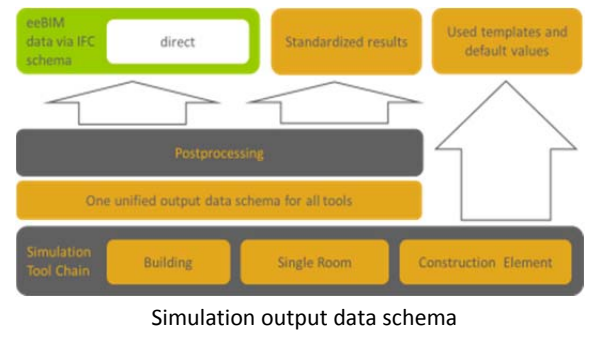 eeBIM
data via IFC
schema
direct
Standardized results
Used templates and
default values
Postprocessing
One unified output data schema for all tools
Simulation
Tool Chain
Building
Single Room
Construction Element
Simulation output data schema